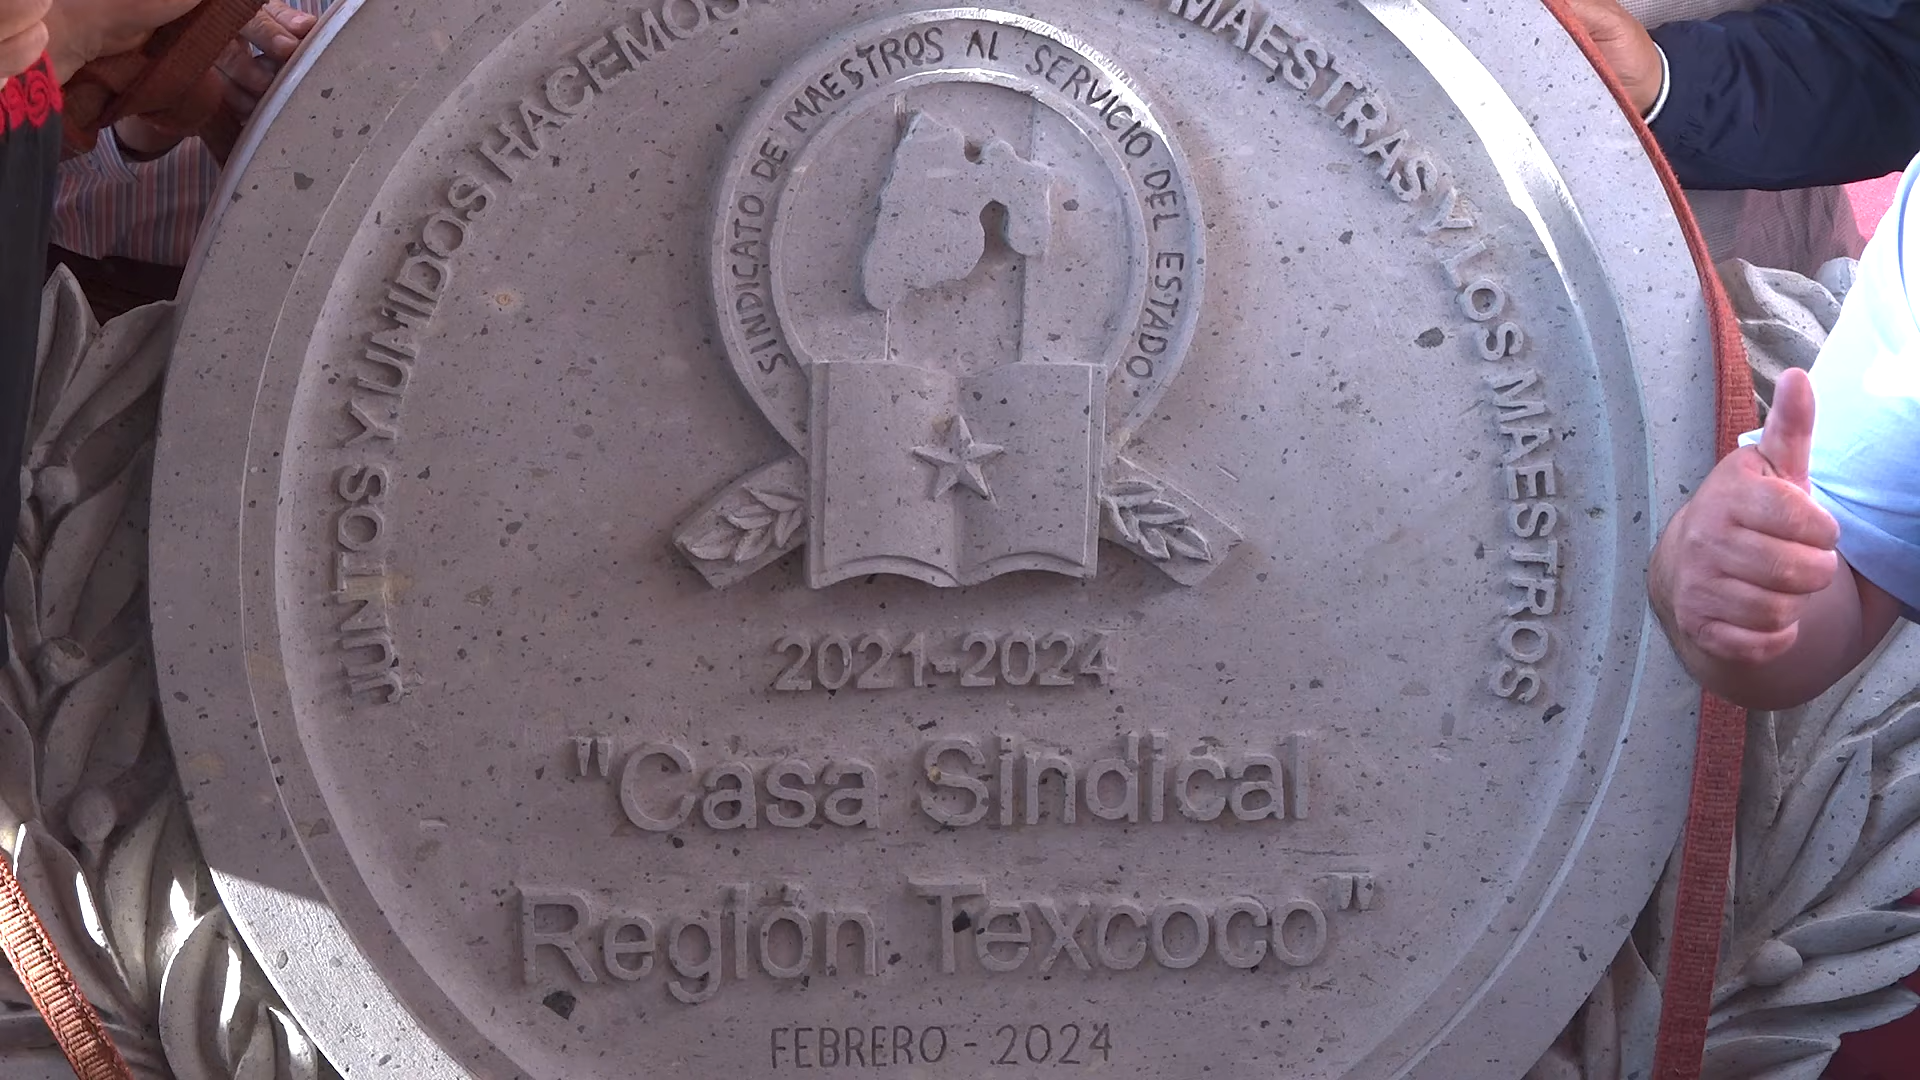 JUNTOS Y UNIDOS HACEMOS
MAESTRAS Y LOS MAESTROS
SINDICATO DE MAESTROS AL SERVICIO DEL ESTADO
2021-2024
"Casa Sindical
Región Texcoco"
FEBRERO - 2024